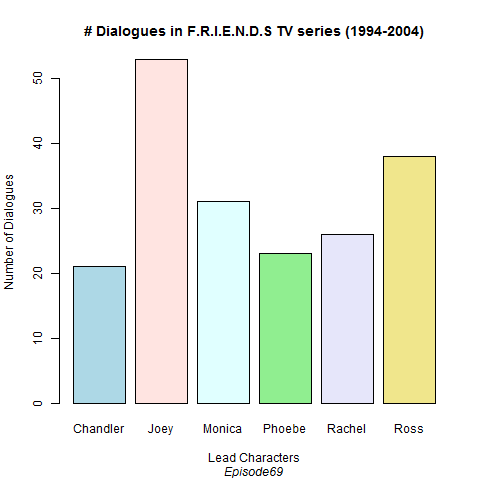 # Dialogues in F.R.I.E.N.D.S TV series (1994-2004)
Number of Dialogues
50
40
30
20
10
0
Chandler Joey Monica Phoebe Rachel Ross
Lead Characters
Episode69